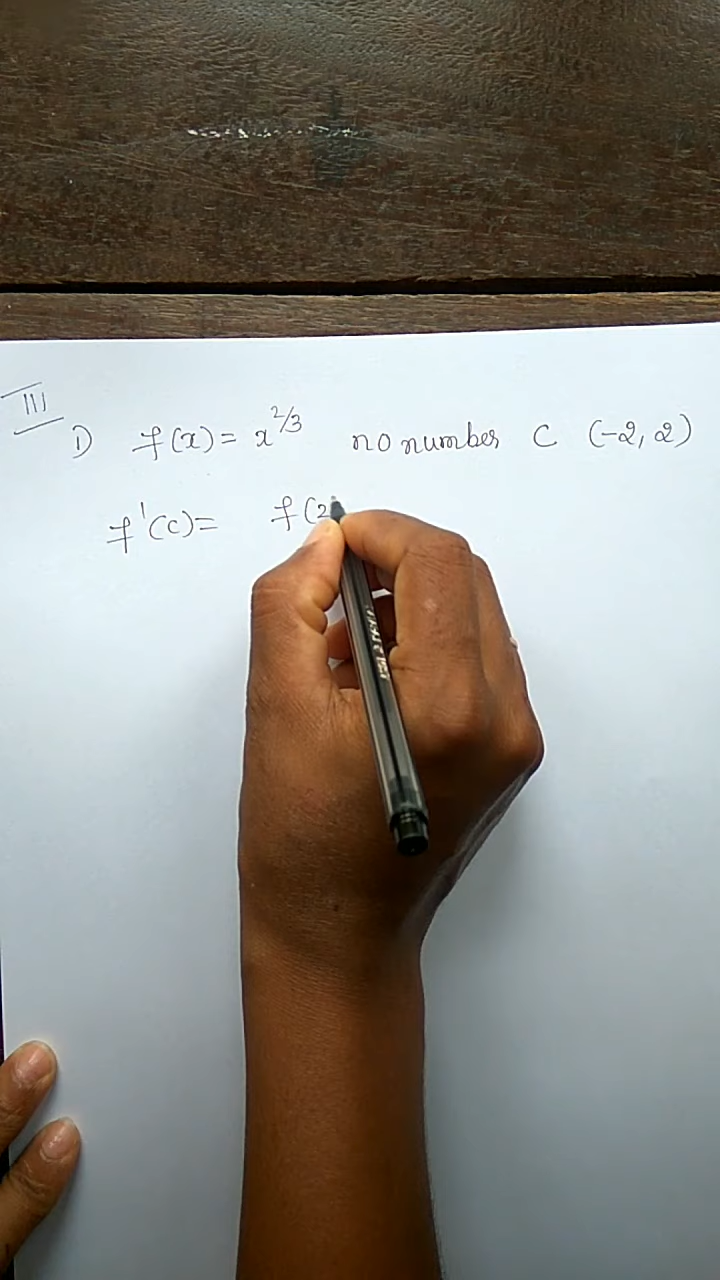 III
1) f(x) = x^2/3 no number C (-2, 2)
f'(c) = f(2